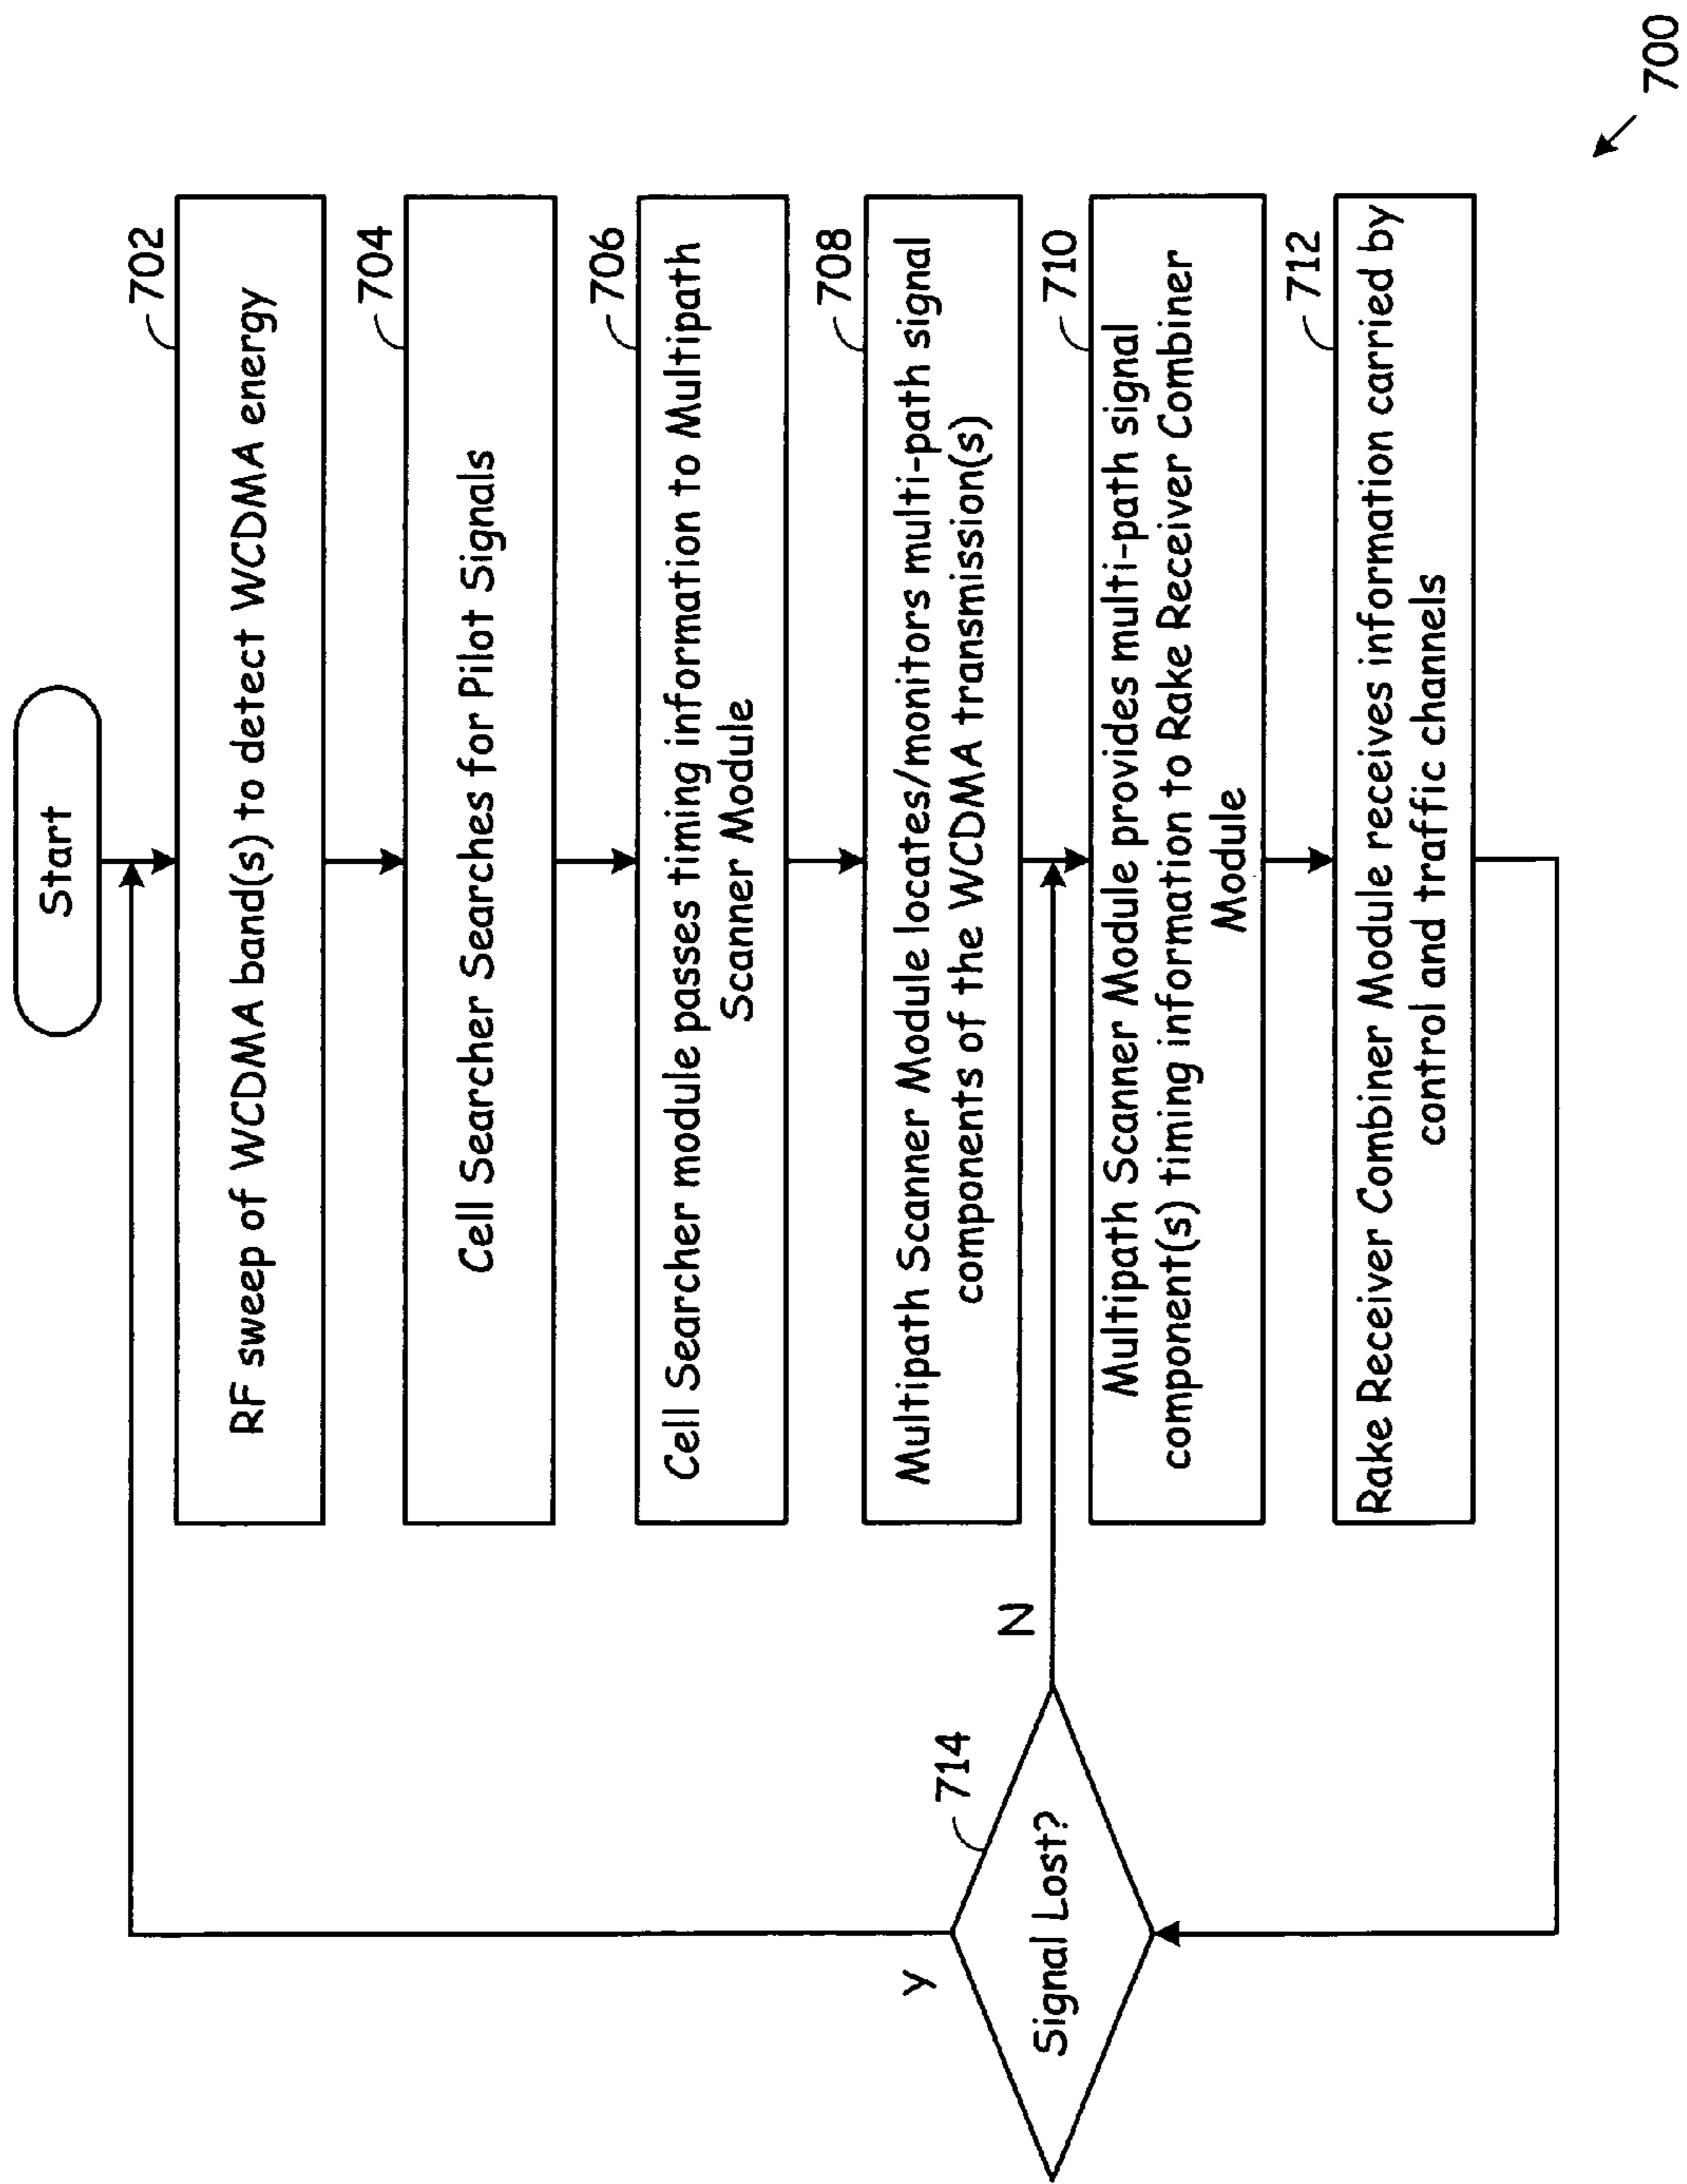 Start
702
RF sweep of WCDMA band(s) to detect WCDMA energy
704
Cell Searcher Searches for Pilot Signals
706
Cell Searcher module passes timing information to Multipath
Scanner Module
708
Multipath Scanner Module locates/monitors multi-path signal
components of the WCDMA transmission(s)
N
710
Multipath Scanner Module provides multi-path signal
component(s) timing information to Rake Receiver Combiner
Module
712
Rake Receiver Combiner Module receives information carried by
control and traffic channels
Y
714
Signal Lost?
700